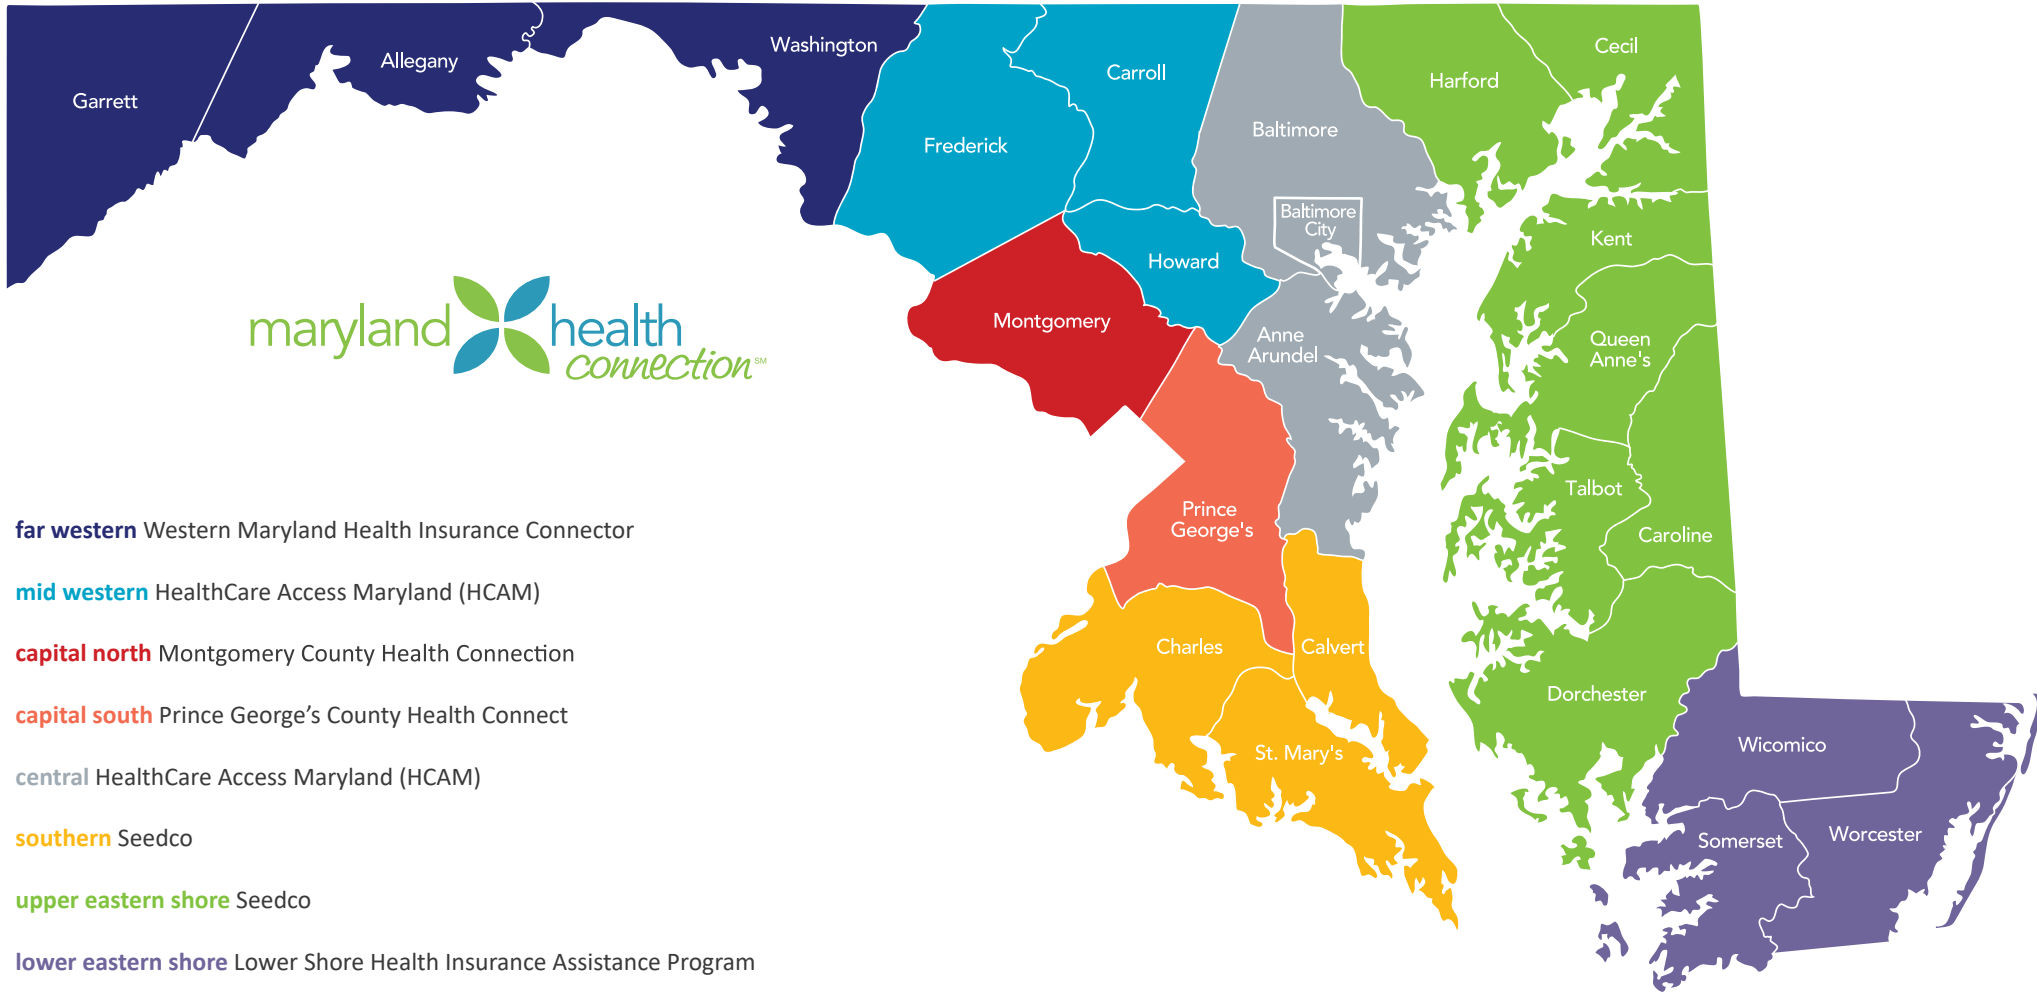 Garrett
Allegany
Washington
Frederick
Carroll
Baltimore
Baltimore
City
Harford
Cecil
Kent
Howard
Montgomery
Anne
Arundel
Queen
Anne's
Talbot
Caroline
Prince
George's
Charles
Calvert
St. Mary's
Dorchester
Wicomico
Somerset
Worcester
maryland health
connection SM
far western Western Maryland Health Insurance Connector
mid western HealthCare Access Maryland (HCAM)
capital north Montgomery County Health Connection
capital south Prince George’s County Health Connect
central HealthCare Access Maryland (HCAM)
southern Seedco
upper eastern shore Seedco
lower eastern shore Lower Shore Health Insurance Assistance Program